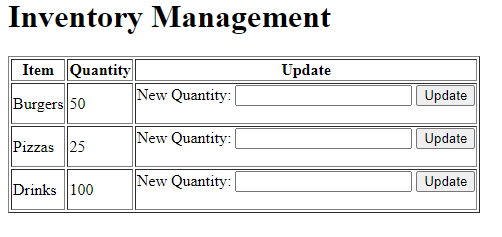 Inventory Management
Item Quantity Update
Burgers 50 New Quantity: Update
Pizzas 25 New Quantity: Update
Drinks 100 New Quantity: Update